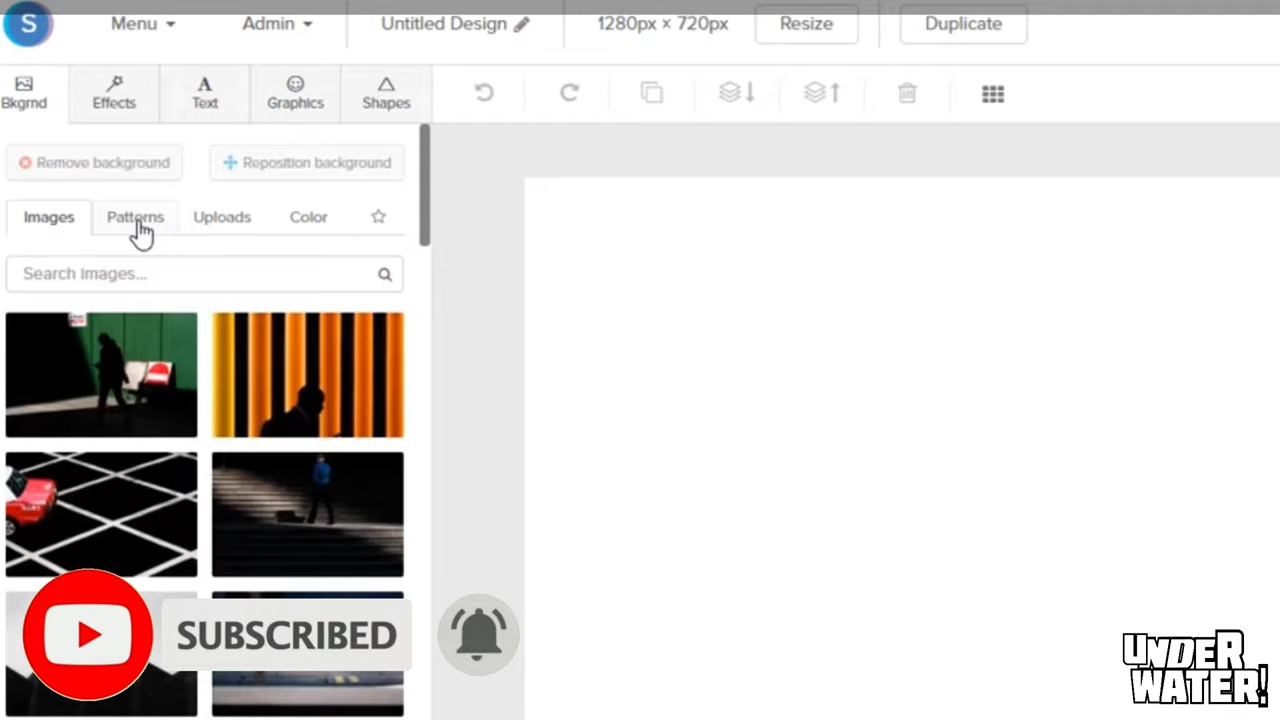 S Menu Admin Untitled Design 1280px × 720px Resize Duplicate
Bkgrnd Effects Text Graphics Shapes
Remove background Reposition background
Images Patterns Uploads Color
Search Images...
SUBSCRIBED
UNDER
WATER!